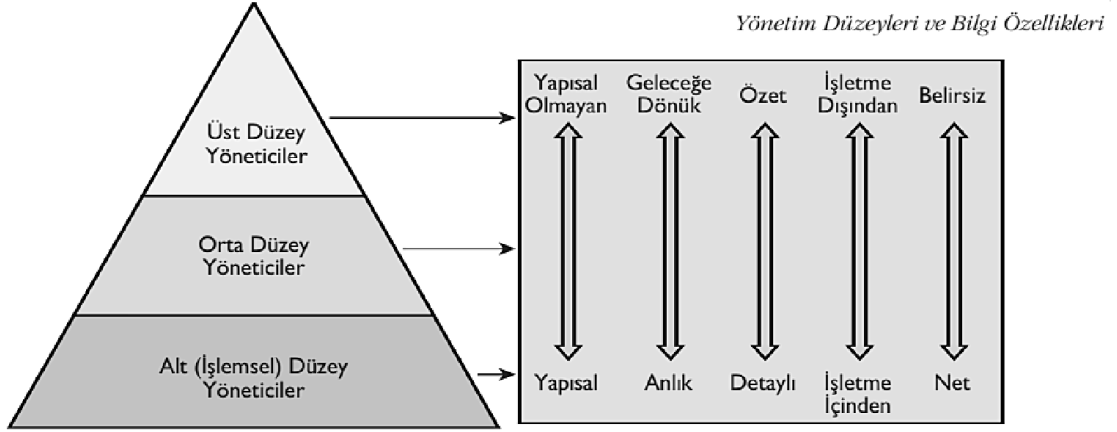 Yönetim Düzeyleri ve Bilgi Özellikleri
Üst Düzey
Yöneticiler
Orta Düzey
Yöneticiler
Alt (İşlemsel) Düzey
Yöneticiler
Yapısal
Olmayan
Geleceğe
Dönük
Özet
İşletme
Dışından
Belirsiz
Yapısal
Anlık
Detaylı
İşletme
İçinden
Net